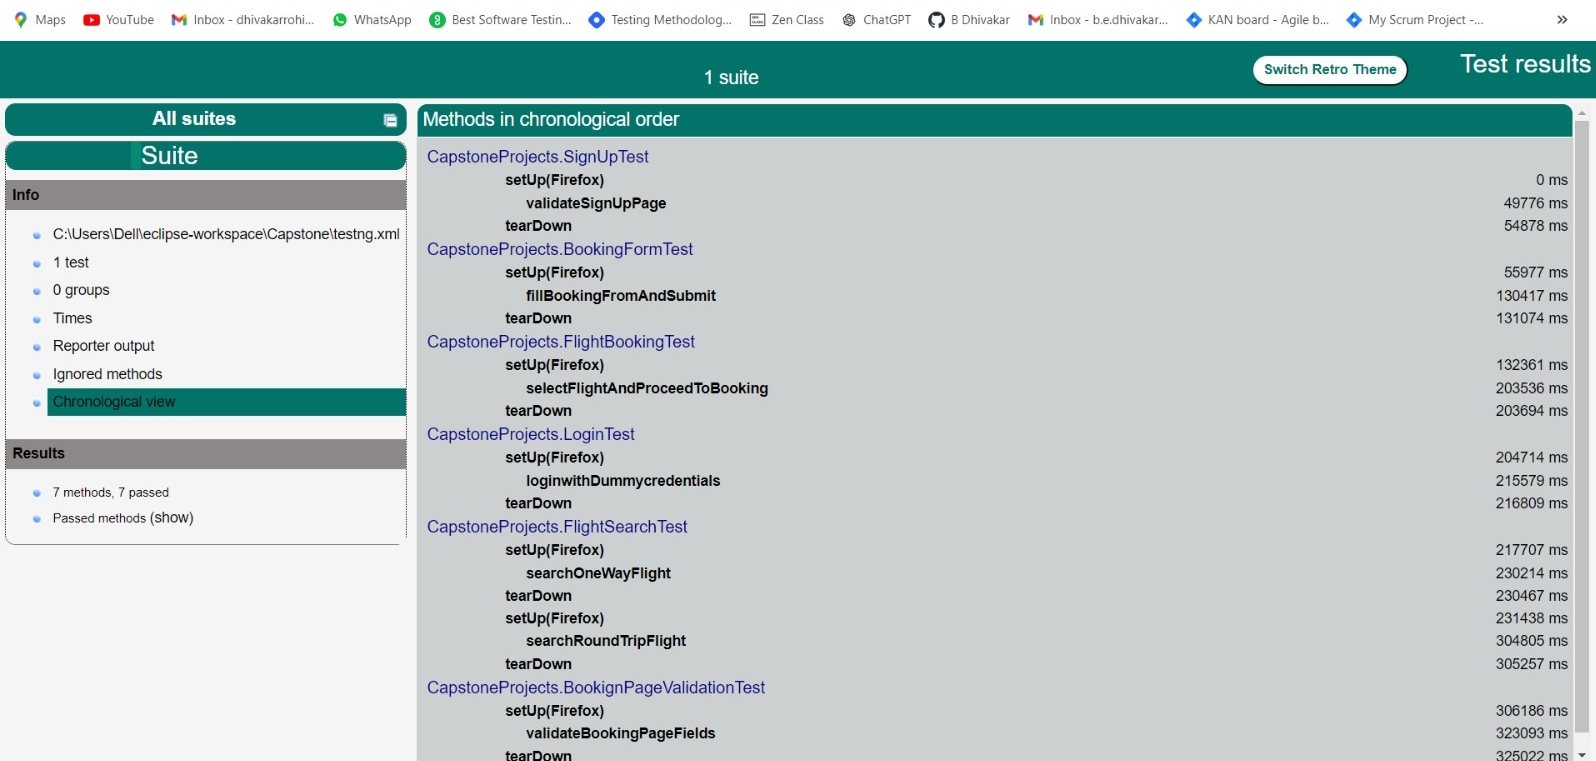 Maps YouTube Inbox - dhivakarrohi... WhatsApp Best Software Testin... Testing Methodolog... Zen Class ChatGPT B Dhivakar Inbox - b.e.dhivakar... KAN board - Agile b... My Scrum Project -... »
1 suite Switch Retro Theme Test results
All suites
Suite
Info
C:\Users\Dell\eclipse-workspace\Capstone\testng.xml
1 test
0 groups
Times
Reporter output
Ignored methods
Chronological view
Results
7 methods, 7 passed
Passed methods (show)
Methods in chronological order
CapstoneProjects.SignUpTest
setUp(Firefox) 0 ms
validateSignUpPage 49776 ms
tearDown 54878 ms
CapstoneProjects.BookingFormTest
setUp(Firefox) 55977 ms
fillBookingFromAndSubmit 130417 ms
tearDown 131074 ms
CapstoneProjects.FlightBookingTest
setUp(Firefox) 132361 ms
selectFlightAndProceedToBooking 203536 ms
tearDown 203694 ms
CapstoneProjects.LoginTest
setUp(Firefox) 204714 ms
loginwithDummycredentials 215579 ms
tearDown 216809 ms
CapstoneProjects.FlightSearchTest
setUp(Firefox) 217707 ms
searchOneWayFlight 230214 ms
tearDown 230467 ms
setUp(Firefox) 231438 ms
searchRoundTripFlight 304805 ms
tearDown 305257 ms
CapstoneProjects.BookignPageValidationTest
setUp(Firefox) 306186 ms
validateBookingPageFields 323093 ms
tearDown 325022 ms